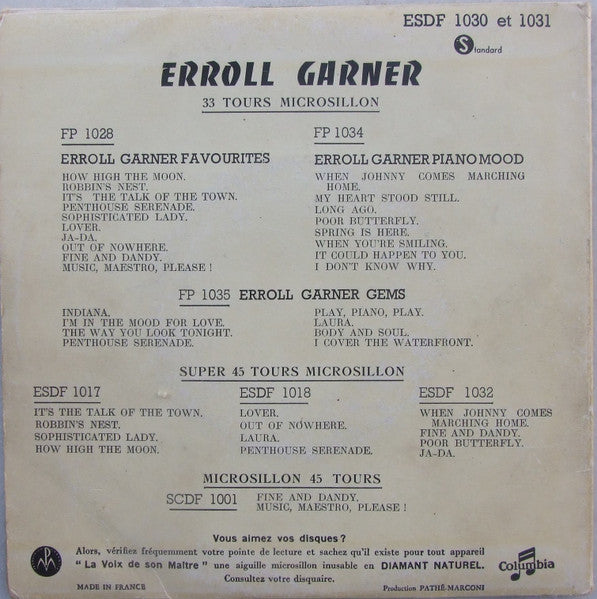 ESDF 1030 et 1031
Standard
ERROLL GARNER
33 TOURS MICROSILLON
FP 1028
ERROLL GARNER FAVOURITES
HOW HIGH THE MOON.
ROBBIN'S NEST.
IT'S THE TALK OF THE TOWN.
PENTHOUSE SERENADE.
SOPHISTICATED LADY.
LOVER.
JA-DA.
OUT OF NOWHERE.
FINE AND DANDY.
MUSIC, MAESTRO, PLEASE !
FP 1034
ERROLL GARNER PIANO MOOD
WHEN JOHNNY COMES MARCHING
HOME.
MY HEART STOOD STILL.
LONG AGO.
POOR BUTTERFLY.
SPRING IS HERE.
WHEN YOU'RE SMILING.
IT COULD HAPPEN TO YOU.
I DON'T KNOW WHY.
FP 1035 ERROLL GARNER GEMS
INDIANA.
I'M IN THE MOOD FOR LOVE.
THE WAY YOU LOOK TONIGHT.
PENTHOUSE SERENADE.
PLAY, PIANO, PLAY.
LAURA.
BODY AND SOUL.
I COVER THE WATERFRONT.
SUPER 45 TOURS MICROSILLON
ESDF 1017
IT'S THE TALK OF THE TOWN.
ROBBIN'S NEST.
SOPHISTICATED LADY.
HOW HIGH THE MOON.
ESDF 1018
LOVER.
OUT OF NOWHERE.
LAURA.
PENTHOUSE SERENADE.
ESDF 1032
WHEN JOHNNY COMES
MARCHING HOME.
FINE AND DANDY.
POOR BUTTERFLY.
JA-DA.
MICROSILLON 45 TOURS
SCDF 1001
FINE AND DANDY.
MUSIC, MAESTRO, PLEASE !
Vous aimez vos disques ?
Alors, vérifiez fréquemment votre pointe de lecture et sachez qu'il existe pour tout appareil
"La Voix de son Maître" une aiguille microsillon inusable en DIAMANT NATUREL.
Consultez votre disquaire.
MADE IN FRANCE
Columbia
Production PATHÉ-MARCONI